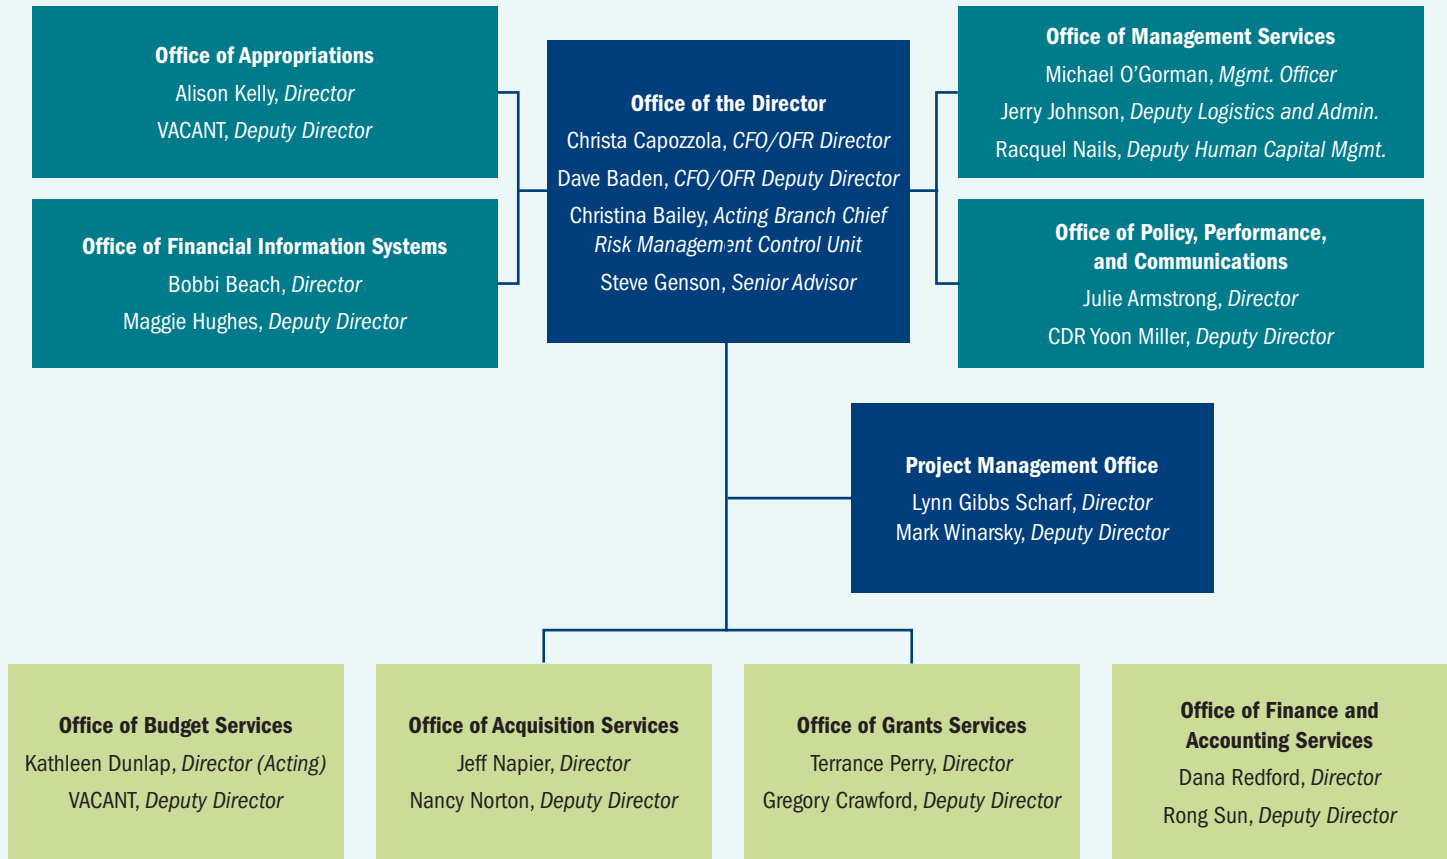 Office of Appropriations
Alison Kelly, Director
VACANT, Deputy Director
Office of Financial Information Systems
Bobbi Beach, Director
Maggie Hughes, Deputy Director
Office of the Director
Christa Capozzola, CFO/OFR Director
Dave Baden, CFO/OFR Deputy Director
Christina Bailey, Acting Branch Chief
Risk Management Control Unit
Steve Genson, Senior Advisor
Office of Management Services
Michael O’Gorman, Mgmt. Officer
Jerry Johnson, Deputy Logistics and Admin.
Racquel Nails, Deputy Human Capital Mgmt.
Office of Policy, Performance,
and Communications
Julie Armstrong, Director
CDR Yoon Miller, Deputy Director
Project Management Office
Lynn Gibbs Scharf, Director
Mark Winarsky, Deputy Director
Office of Budget Services
Kathleen Dunlap, Director (Acting)
VACANT, Deputy Director
Office of Acquisition Services
Jeff Napier, Director
Nancy Norton, Deputy Director
Office of Grants Services
Terrance Perry, Director
Gregory Crawford, Deputy Director
Office of Finance and
Accounting Services
Dana Redford, Director
Rong Sun, Deputy Director